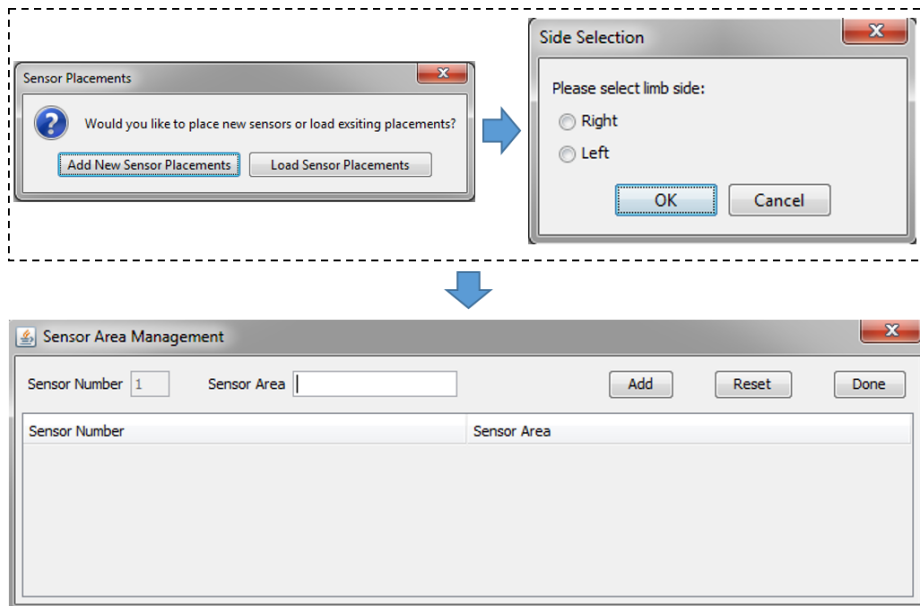 Sensor Placements
Would you like to place new sensors or load exsiting placements?
Add New Sensor Placements Load Sensor Placements
Side Selection
Please select limb side:
Right
Left
OK Cancel
Sensor Area Management
Sensor Number 1 Sensor Area Add Reset Done
Sensor Number Sensor Area